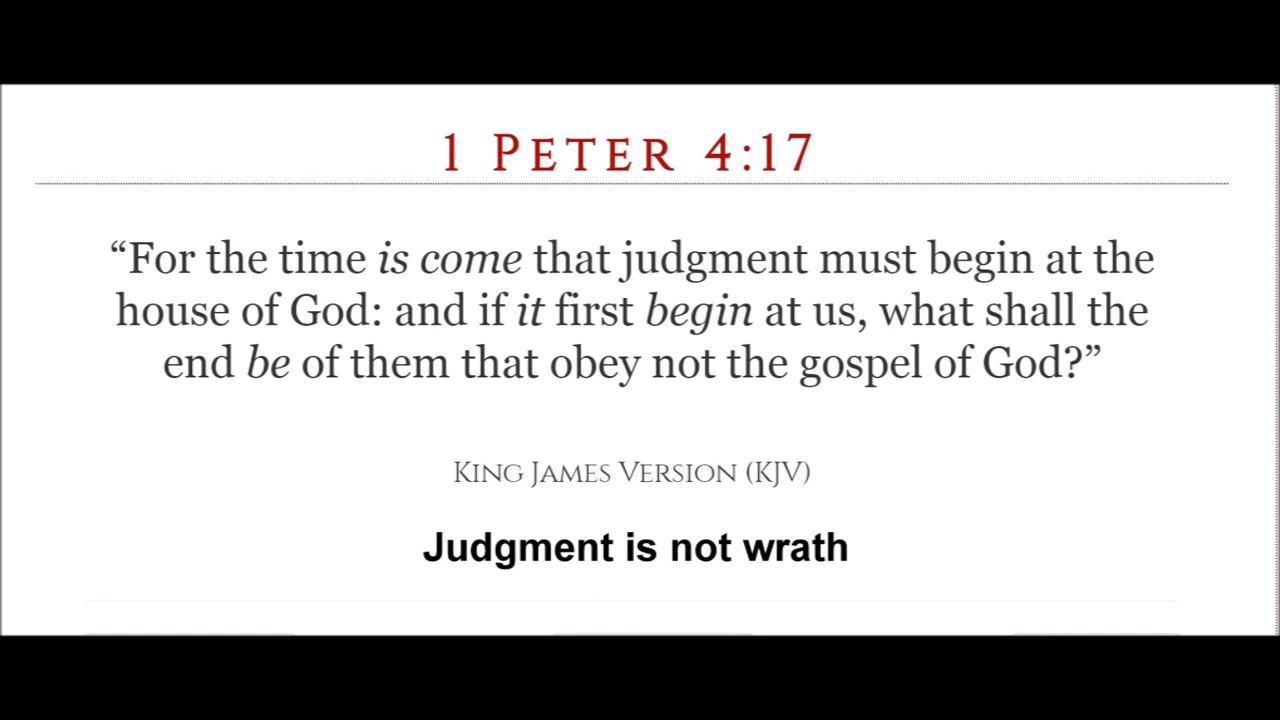 1 PETER 4:17
“For the time is come that judgment must begin at the
house of God: and if it first begin at us, what shall the
end be of them that obey not the gospel of God?”
KING JAMES VERSION (KJV)
Judgment is not wrath